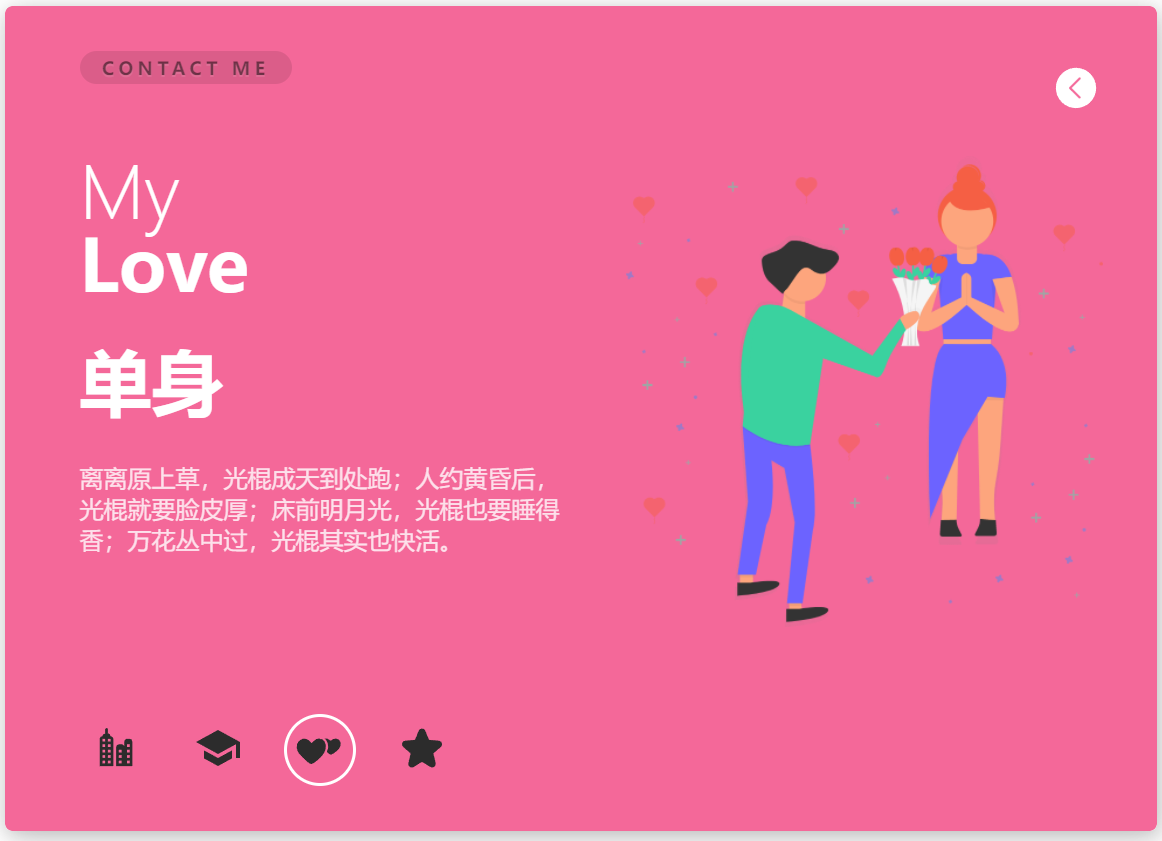 CONTACT ME
My
Love
单身
离离原上草，光棍成天到处跑；人约黄昏后，
光棍就要脸皮厚；床前明月光，光棍也要睡得
香；万花丛中过，光棍其实也快活。